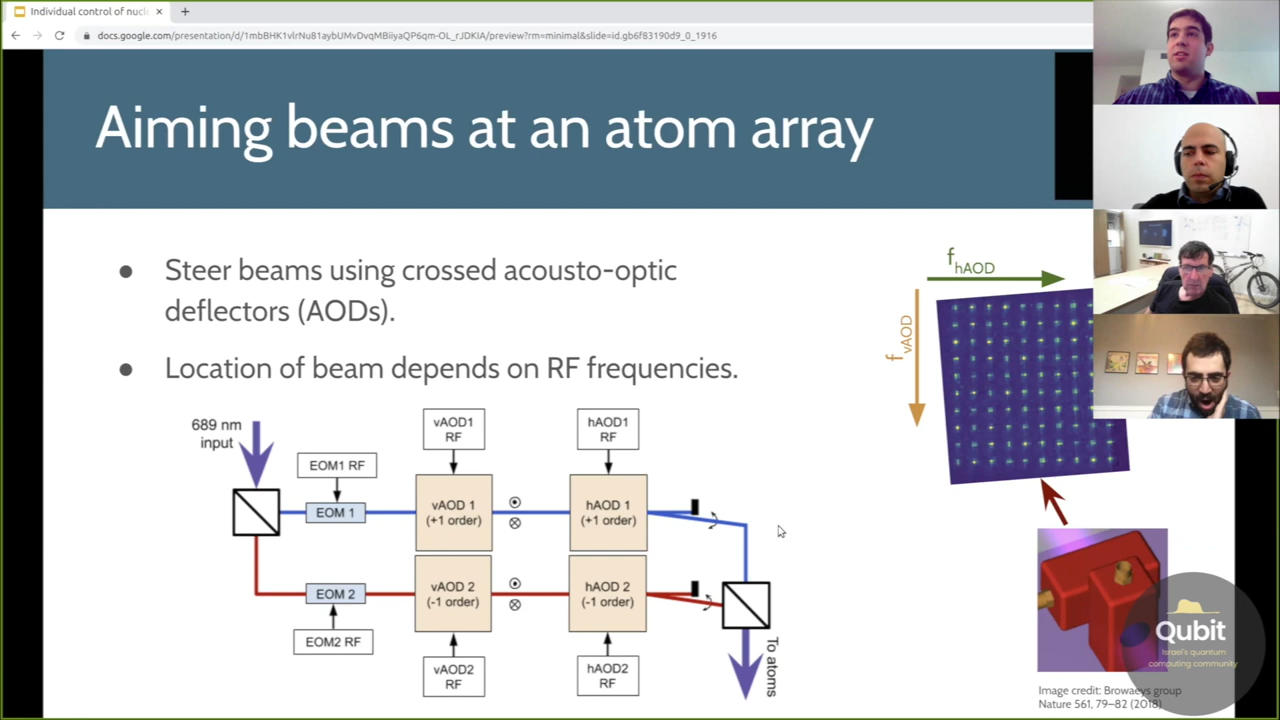 Individual control of nucl
docs.google.com/presentation/d/1mbBHK1vlrNu81aybUMvDvqMBiiyaQP6qm-OL_rJDKIA/preview?rm=minimal&slide=id.gb6f83190d9_0_1916
Aiming beams at an atom array
● Steer beams using crossed acousto-optic
deflectors (AODs).
● Location of beam depends on RF frequencies.
f hAOD
f vAOD
689 nm
input
EOM1 RF
EOM 1
EOM 2
EOM2 RF
vAOD1
RF
vAOD 1
(+1 order)
vAOD 2
(-1 order)
vAOD2
RF
hAOD1
RF
hAOD 1
(+1 order)
hAOD 2
(-1 order)
hAOD2
RF
To atoms
Qubit
Israel's quantum
computing community
Image credit: Browaeys group
Nature 561, 79–82 (2018)